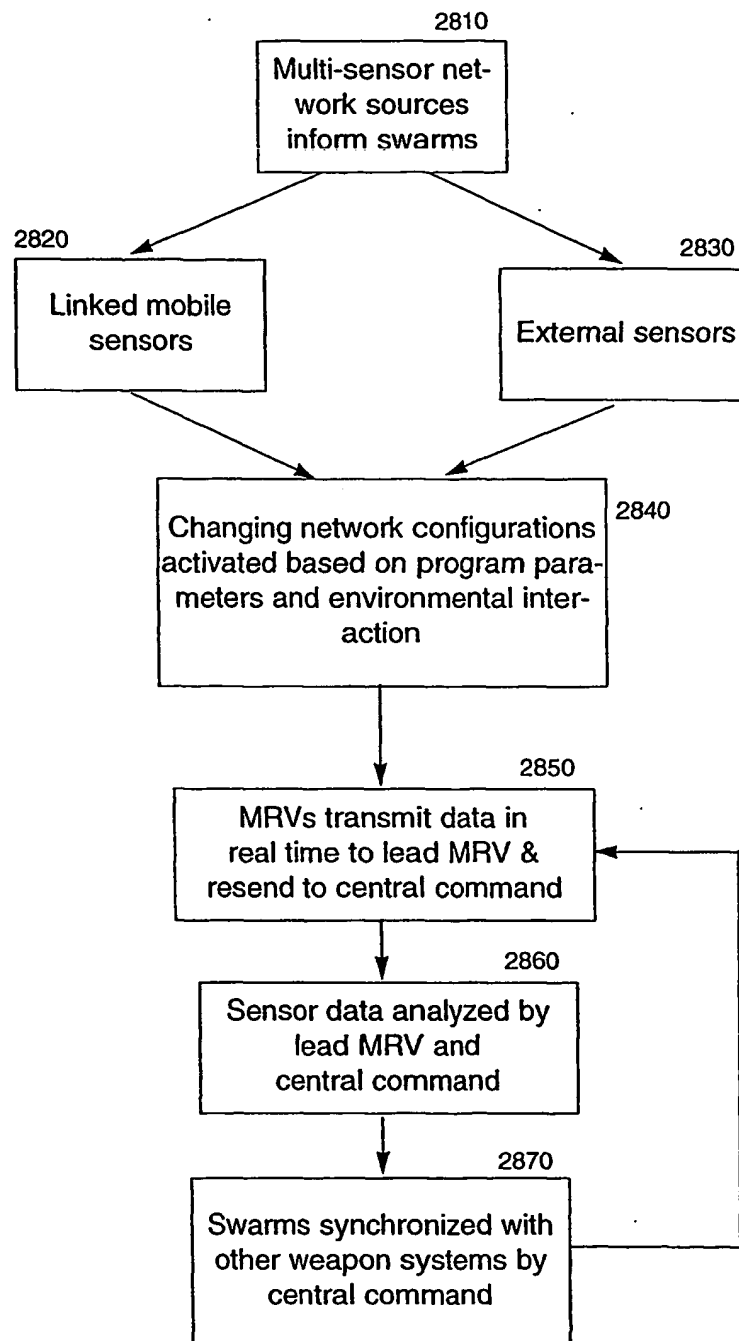 2810
Multi-sensor net-
work sources
inform swarms
2820
Linked mobile
sensors
2830
External sensors
2840
Changing network configurations
activated based on program para-
meters and environmental inter-
action
2850
MRVs transmit data in
real time to lead MRV &
resend to central command
2860
Sensor data analyzed by
lead MRV and
central command
2870
Swarms synchronized with
other weapon systems by
central command